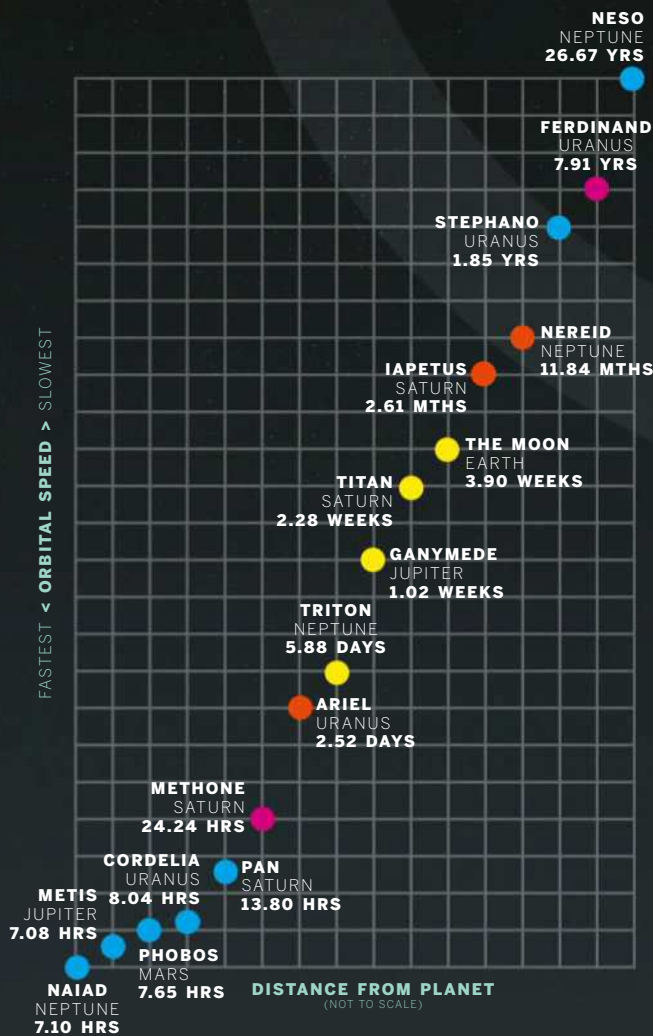 NESO
NEPTUNE
26.67 YRS
FERDINAND
URANUS
7.91 YRS
STEPHANO
URANUS
1.85 YRS
NEREID
NEPTUNE
11.84 MTHS
IAPETUS
SATURN
2.61 MTHS
THE MOON
EARTH
3.90 WEEKS
TITAN
SATURN
2.28 WEEKS
GANYMEDE
JUPITER
1.02 WEEKS
TRITON
NEPTUNE
5.88 DAYS
ARIEL
URANUS
2.52 DAYS
METHONE
SATURN
24.24 HRS
PAN
SATURN
13.80 HRS
CORDELIA
URANUS
8.04 HRS
METIS
JUPITER
7.08 HRS
PHOBOS
MARS
7.65 HRS
NAIAD
NEPTUNE
7.10 HRS
FASTEST < ORBITAL SPEED > SLOWEST
DISTANCE FROM PLANET
(NOT TO SCALE)